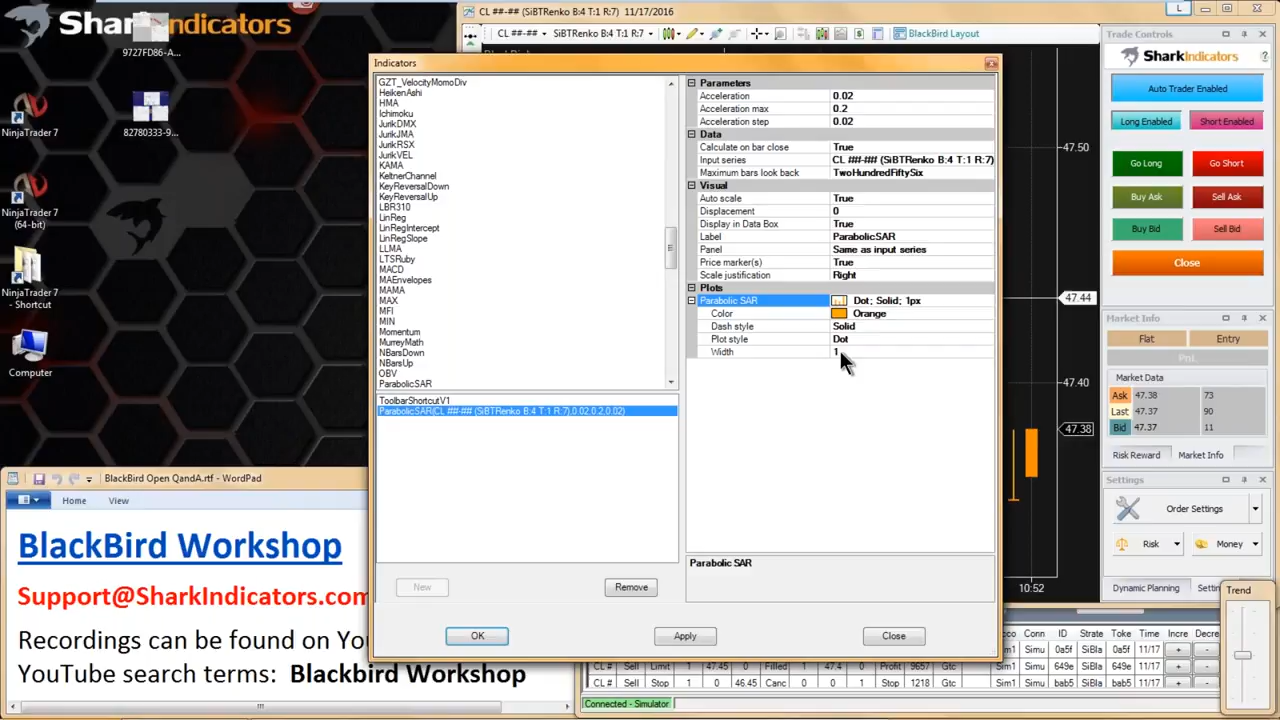 SharkIndicators
9727FD86-A...
NinjaTrader 7
82780333-9...
NinjaTrader 7
(64-bit)
NinjaTrader 7
- Shortcut
Computer
CL ##-## (SiBTRenko B:4 T:1 R:7) 11/17/2016
L
CL ##-##
SiBTRenko B:4 T:1 R:7
$
BlackBird Layout
Indicators
GZT_VelocityMomoDiv
HeikenAshi
HMA
Ichimoku
JurikDMX
JurikJMA
JurikRSX
JurikVEL
KAMA
KeltnerChannel
KeyReversalDown
KeyReversalUp
LBR310
LinReg
LinRegIntercept
LinRegSlope
LLMA
LTSRuby
MACD
MAEnvelopes
MAMA
MAX
MFI
MIN
Momentum
MurreyMath
NBarsDown
NBarsUp
OBV
ParabolicSAR
ToolbarShortcutV1
ParabolicSAR(CL ##-## (SiBTRenko B:4 T:1 R:7),0.02,0.2,0.02)
New
Remove
OK
Apply
Close
Parameters
Acceleration 0.02
Acceleration max 0.2
Acceleration step 0.02
Data
Calculate on bar close True
Input series CL ##-## (SiBTRenko B:4 T:1 R:7)
Maximum bars look back TwoHundredFiftySix
Visual
Auto scale True
Displacement 0
Display in Data Box True
Label ParabolicSAR
Panel Same as input series
Price marker(s) True
Scale justification Right
Plots
Parabolic SAR Dot; Solid; 1px
Color Orange
Dash style Solid
Plot style Dot
Width 1
Parabolic SAR
47.50
47.44
47.40
47.38
10:52
Trade Controls
SharkIndicators
Auto Trader Enabled
Long Enabled Short Enabled
Go Long Go Short
Buy Ask Sell Ask
Buy Bid Sell Bid
Close
Market Info
Flat Entry
PnL
Market Data
Ask 47.38 73
Last 47.37 90
Bid 47.37 11
Risk Reward Market Info
Settings
Order Settings
Risk Money
Dynamic Planning
Trend
BlackBird Open QandA.rtf - WordPad
Home View
BlackBird Workshop
Support@SharkIndicators.com
Recordings can be found on You
YouTube search terms: Blackbird Workshop
Conn ID Strate Toke Time Incre Decre
Sim1 Simu 0a5f SiBla 11/17 + -
CL # Sell Limit 1 47.45 Filled 47.4 0 Profit 9657 Gtc Sim1 Simu 649e SiBla 11/17 + -
CL # Sell Stop 1 0 46.45 Canc 0 1 Stop 1218 Gtc Sim1 Simu bab5 SiBla 11/17 + -
Connected - Simulator